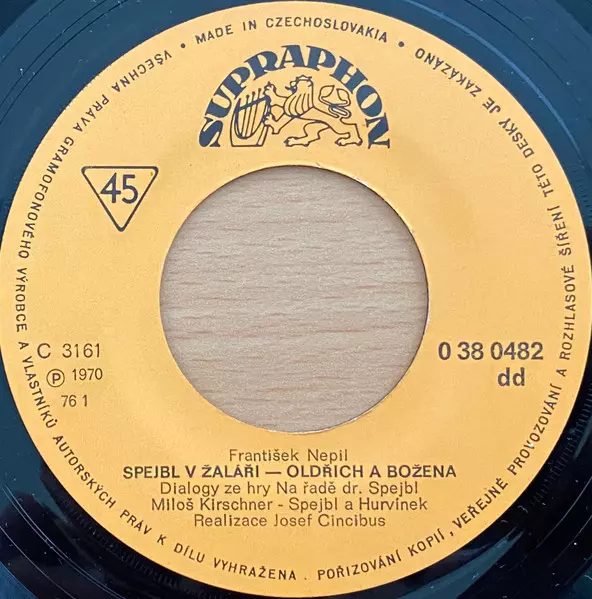 VŠECHNA PRÁVA GRAMOFONOVÉHO VÝROBCE A VLASTNÍKŮ AUTORSKÝCH PRÁV K DÍLU VYHRAŽENA. POŘIZOVÁNÍ KOPIÍ, VEŘEJNÉ PROVOZOVÁNÍ A ROZHLASOVÉ ŠÍŘENÍ TÉTO DESKY JE ZAKÁZÁNO
• MADE IN CZECHOSLOVAKIA •
SUPRAPHON
45
C 3161
Ⓟ 1970
76 1
0 38 0482
dd
František Nepil
SPEJBL V ŽALÁŘI — OLDŘICH A BOŽENA
Dialogy ze hry Na řadě dr. Spejbl
Miloš Kirschner - Spejbl a Hurvínek
Realizace Josef Cincibus